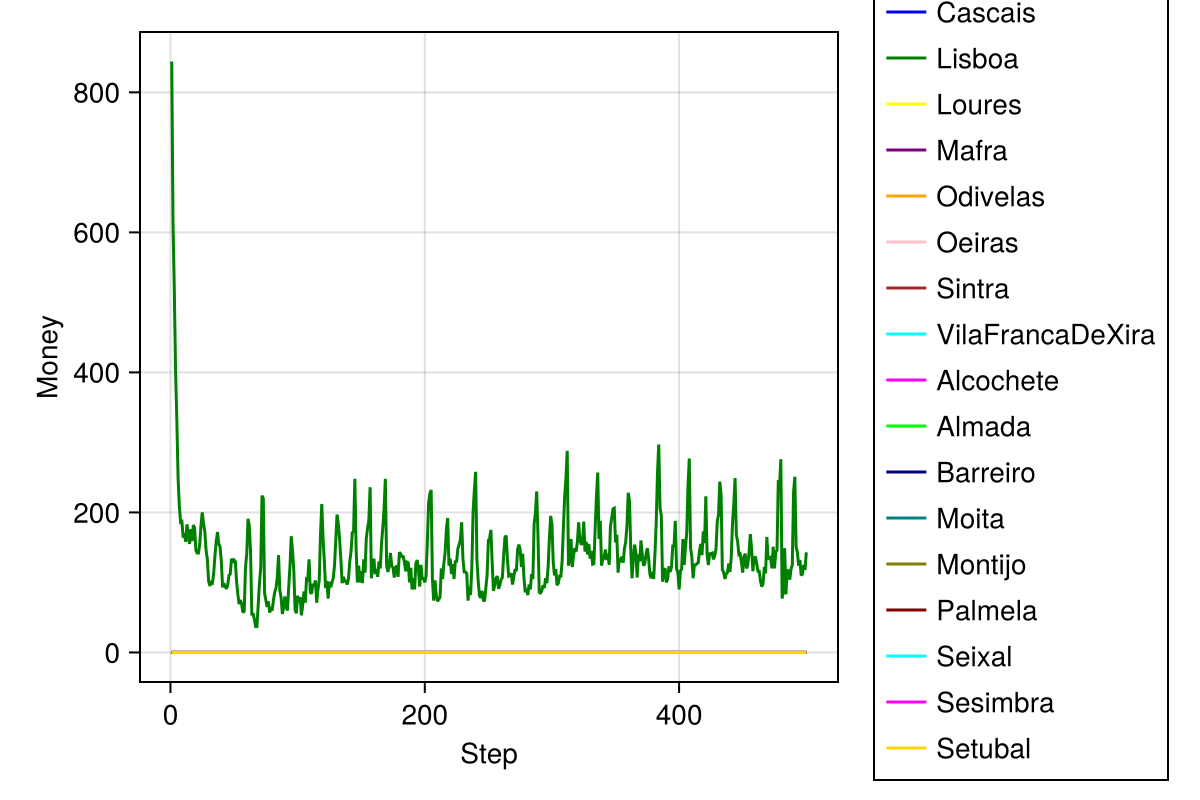 Money
800
600
400
200
0
0
200
400
Step
Cascais
Lisboa
Loures
Mafra
Odivelas
Oeiras
Sintra
VilaFrancaDeXira
Alcochete
Almada
Barreiro
Moita
Montijo
Palmela
Seixal
Sesimbra
Setubal